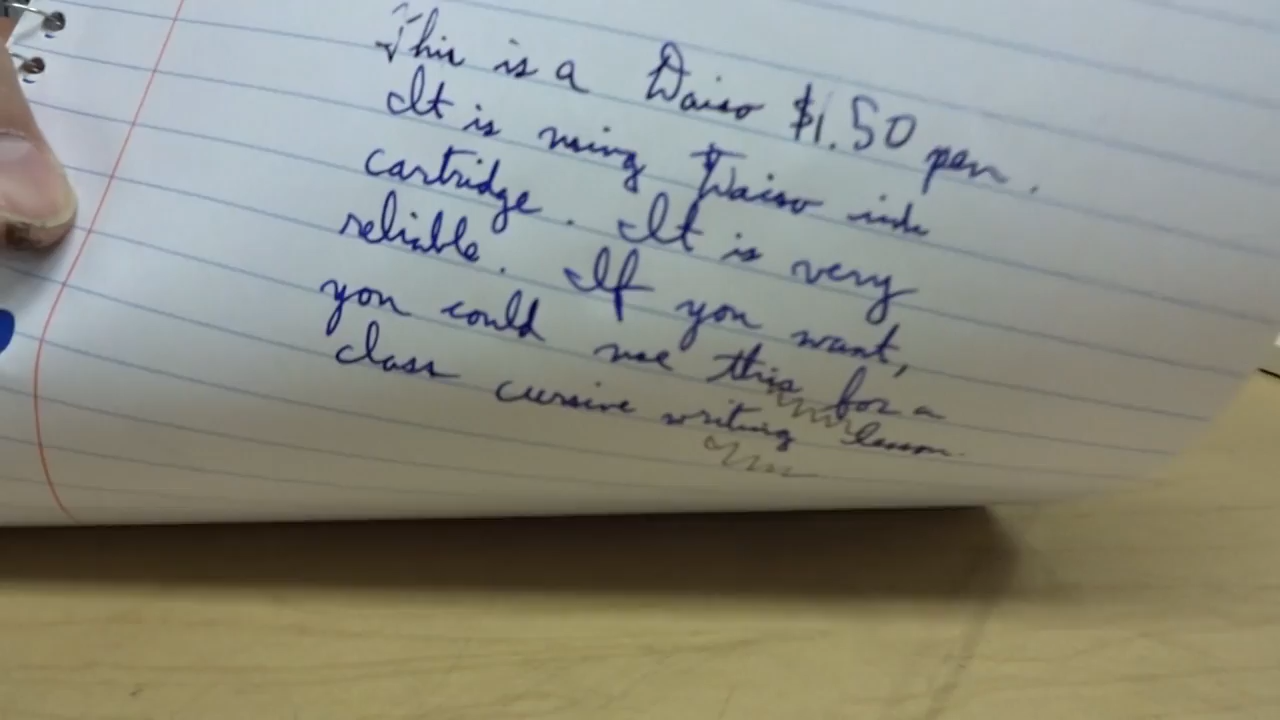 This is a Daiso $1.50 pen.
It is using Daiso ink
cartridge. It is very
reliable. If you want,
you could use this for a
class cursive writing lesson.